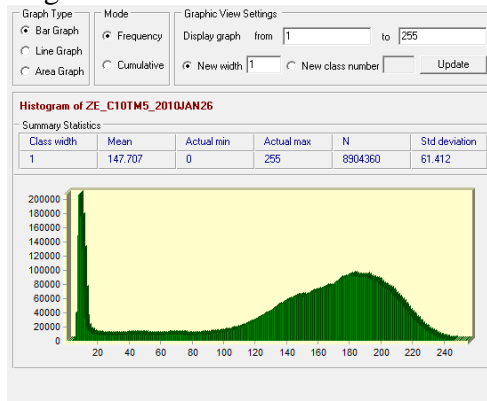 Graph Type Mode Graphic View Settings
Bar Graph Frequency Display graph from 1 to 255
Line Graph
Area Graph Cumulative New width 1 New class number Update
Histogram of ZE_C10TM5_2010JAN26
Summary Statistics
Class width Mean Actual min Actual max N Std deviation
1 147.707 0 255 8904360 61.412
200000
180000
160000
140000
120000
100000
80000
60000
40000
20000
0
20 40 60 80 100 120 140 160 180 200 220 240